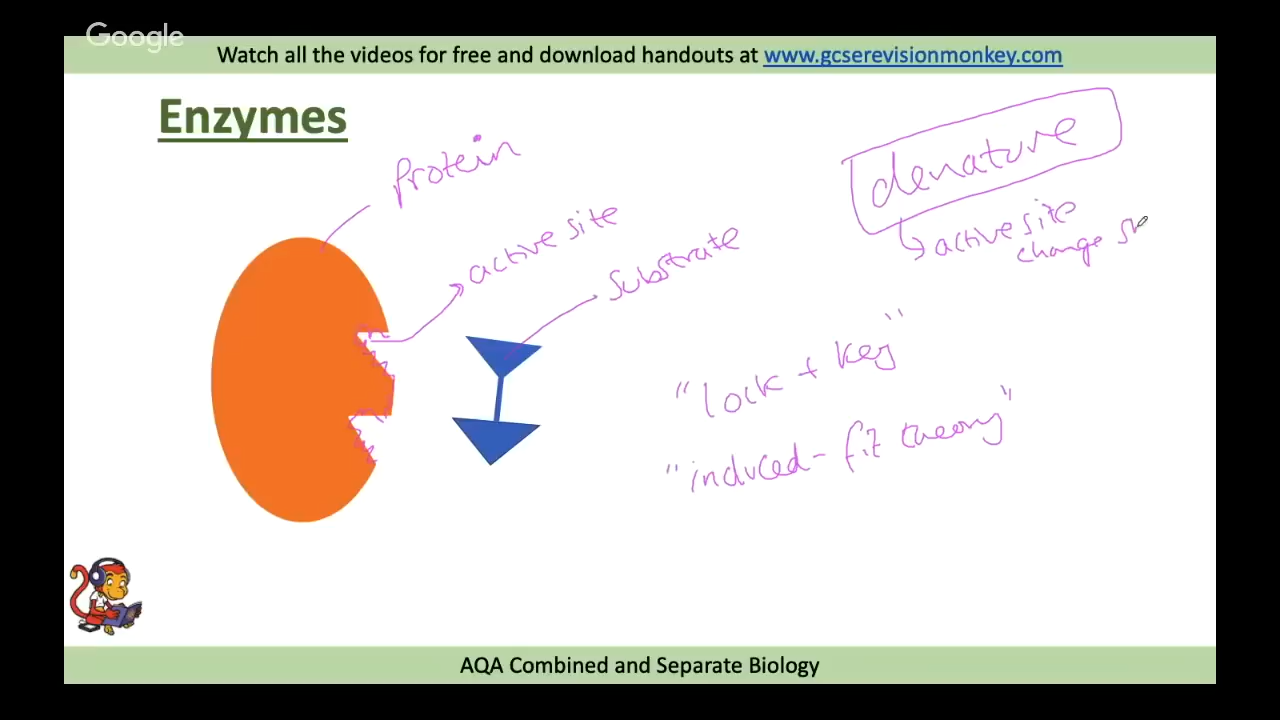 Google
Watch all the videos for free and download handouts at www.gcserevisionmonkey.com
Enzymes
Protein
active site
substrate
denature
active site
change
"lock + key"
"induced-fit theory"
AQA Combined and Separate Biology